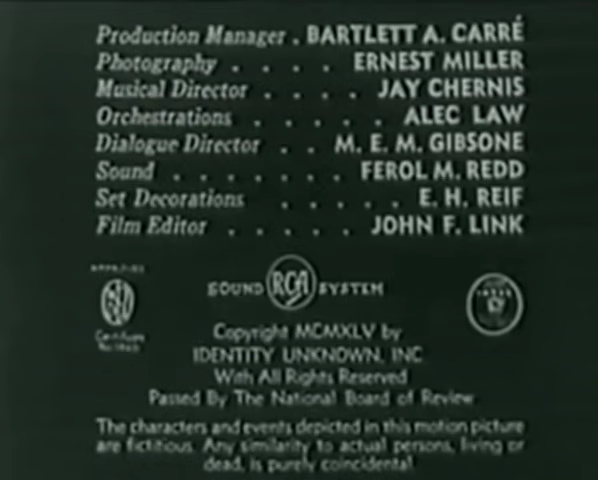 Production Manager . BARTLETT A. CARRÉ
Photography . . . . ERNEST MILLER
Musical Director . . . . JAY CHERNIS
Orchestrations . . . . . ALEC LAW
Dialogue Director . . M. E. M. GIBSONE
Sound . . . . . . . FEROL M. REDD
Set Decorations . . . . . E. H. REIF
Film Editor . . . . . JOHN F. LINK
SOUND RCA SYSTEM
Copyright MCMXLV by
IDENTITY UNKNOWN, INC.
With All Rights Reserved
Passed By The National Board of Review
The characters and events depicted in this motion picture
are fictitious. Any similarity to actual persons, living or
dead, is purely coincidental.